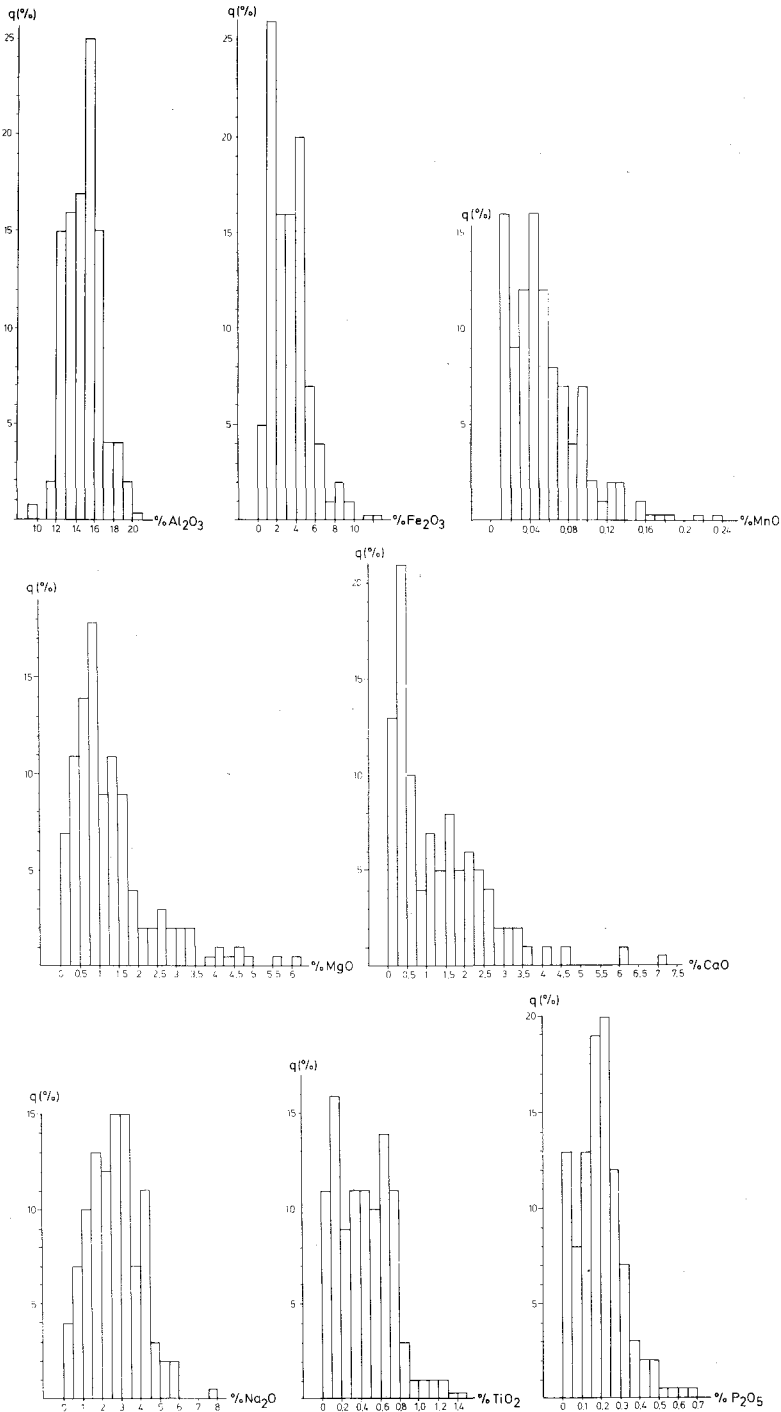 q(%)
25
20
15
10
5
10 12 14 16 18 20
%Al₂O₃
q(%)
25
20
15
10
5
0 2 4 6 8 10
%Fe₂O₃
q(%)
15
10
5
0 0,04 0,08 0,12 0,16 0,2 0,24
%MnO
q(%)
15
10
5
0 0,5 1 1,5 2 2,5 3 3,5 4 4,5 5 5,5 6
%MgO
q(%)
20
15
10
5
0 0,5 1 1,5 2 2,5 3 3,5 4 4,5 5 5,5 6 7 7,5
%CaO
q(%)
15
10
5
0 1 2 3 4 5 6 7 8
%Na₂O
q(%)
15
10
5
0 0,2 0,4 0,6 0,8 1,0 1,2 1,4
%TiO₂
q(%)
20
15
10
5
0 0,1 0,2 0,3 0,4 0,5 0,6 0,7
% P₂O₅